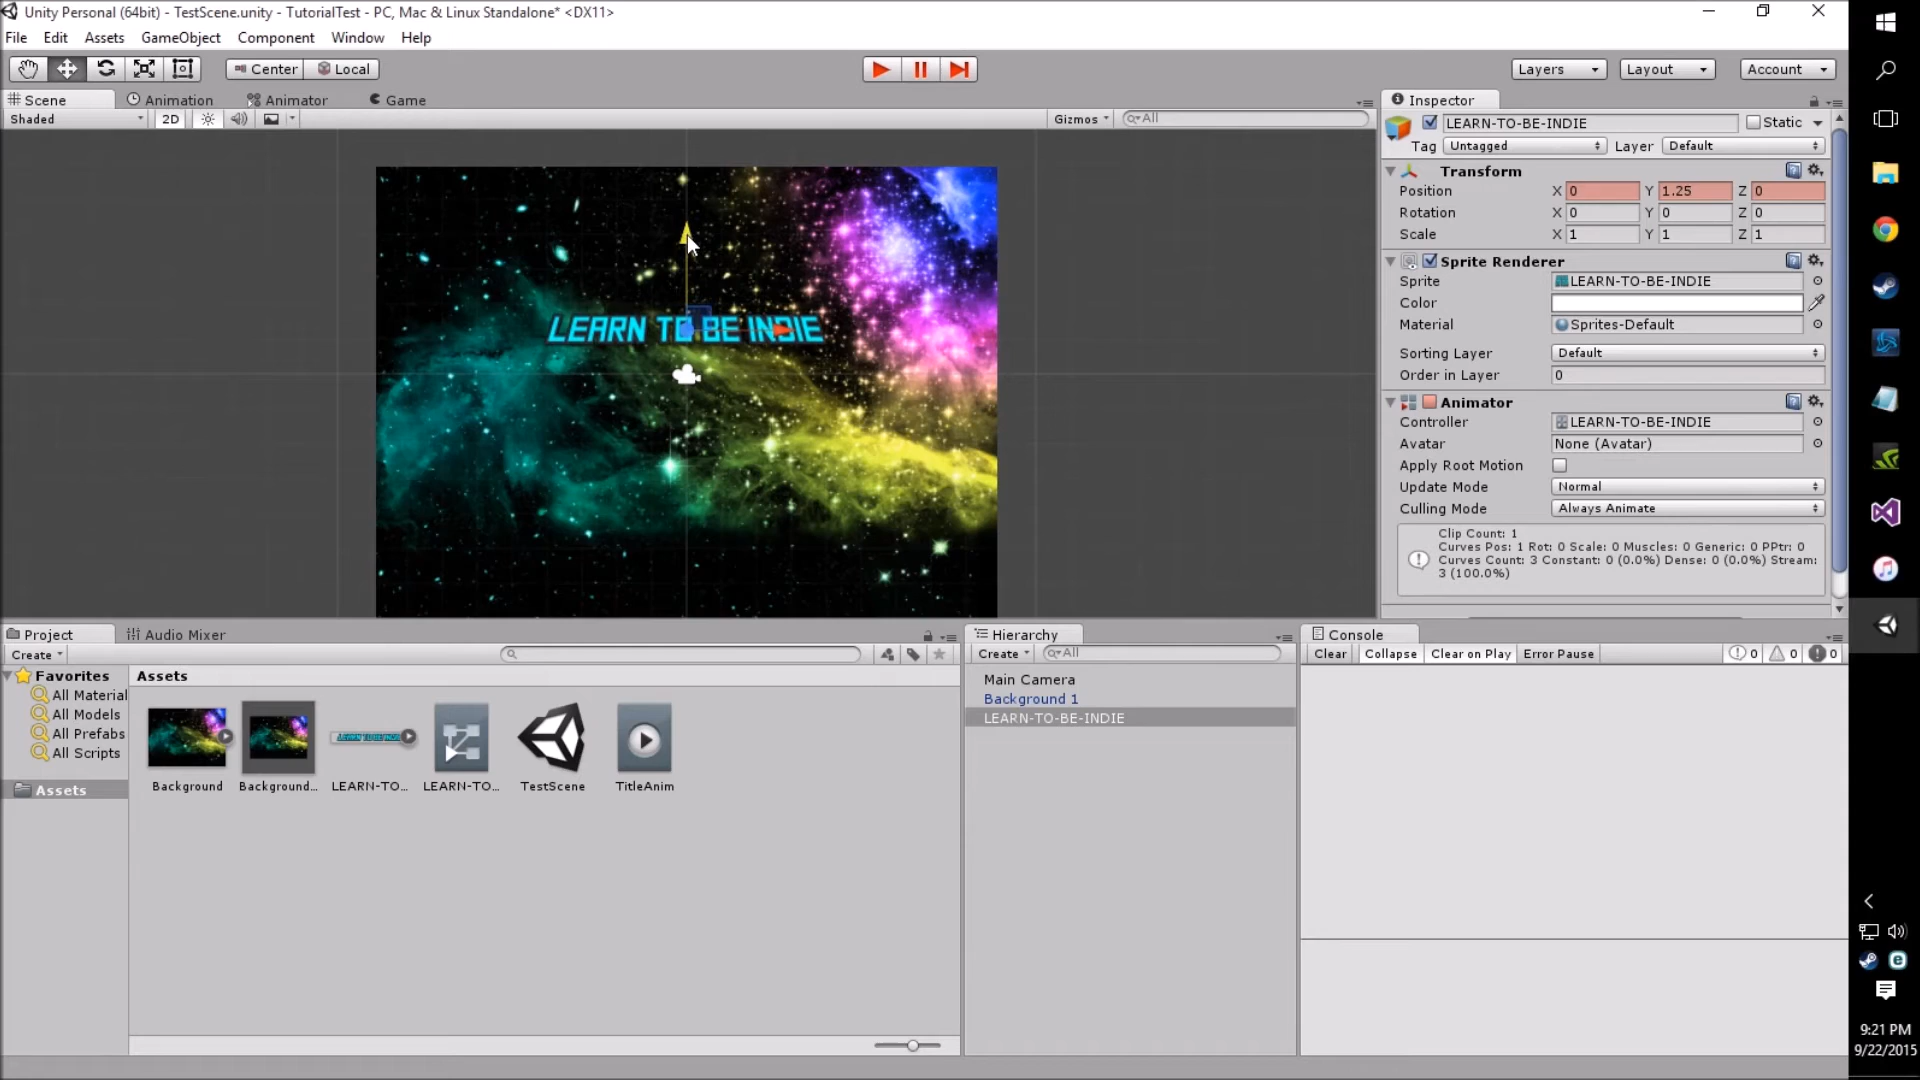 Unity Personal (64bit) - TestScene.unity - TutorialTest - PC, Mac & Linux Standalone* <DX11>
File Edit Assets GameObject Component Window Help
Center Local
Layers Layout Account
Scene Animation Animator Game
Shaded 2D Gizmos All
LEARN TO BE INDIE
Inspector
LEARN-TO-BE-INDIE Static
Tag Untagged Layer Default
Transform
Position X 0 Y 1.25 Z 0
Rotation X 0 Y 0 Z 0
Scale X 1 Y 1 Z 1
Sprite Renderer
Sprite LEARN-TO-BE-INDIE
Color
Material Sprites-Default
Sorting Layer Default
Order in Layer 0
Animator
Controller LEARN-TO-BE-INDIE
Avatar None (Avatar)
Apply Root Motion
Update Mode Normal
Culling Mode Always Animate
Clip Count: 1
Curves Pos: 1 Rot: 0 Scale: 0 Muscles: 0 Generic: 0 PPtr: 0
Curves Count: 3 Constant: 0 (0.0%) Dense: 0 (0.0%) Stream:
3 (100.0%)
Project Audio Mixer
Create
Favorites
All Material
All Models
All Prefabs
All Scripts
Assets
Assets
LEARN TO BE INDIE
Background Background... LEARN-TO... LEARN-TO... TestScene TitleAnim
Hierarchy
Create All
Main Camera
Background 1
LEARN-TO-BE-INDIE
Console
Clear Collapse Clear on Play Error Pause 0 0 0
9:21 PM
9/22/2015